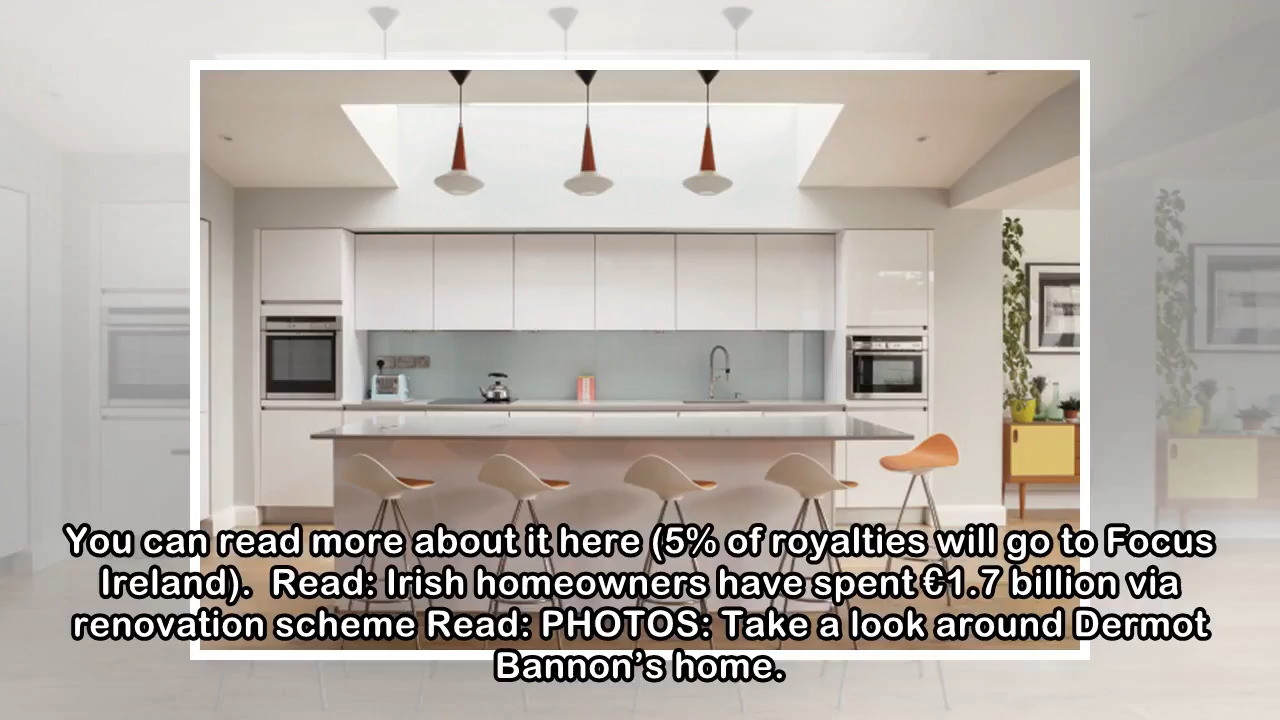 You can read more about it here (5% of royalties will go to Focus
Ireland).  Read: Irish homeowners have spent €1.7 billion via
renovation scheme Read: PHOTOS: Take a look around Dermot
Bannon’s home.